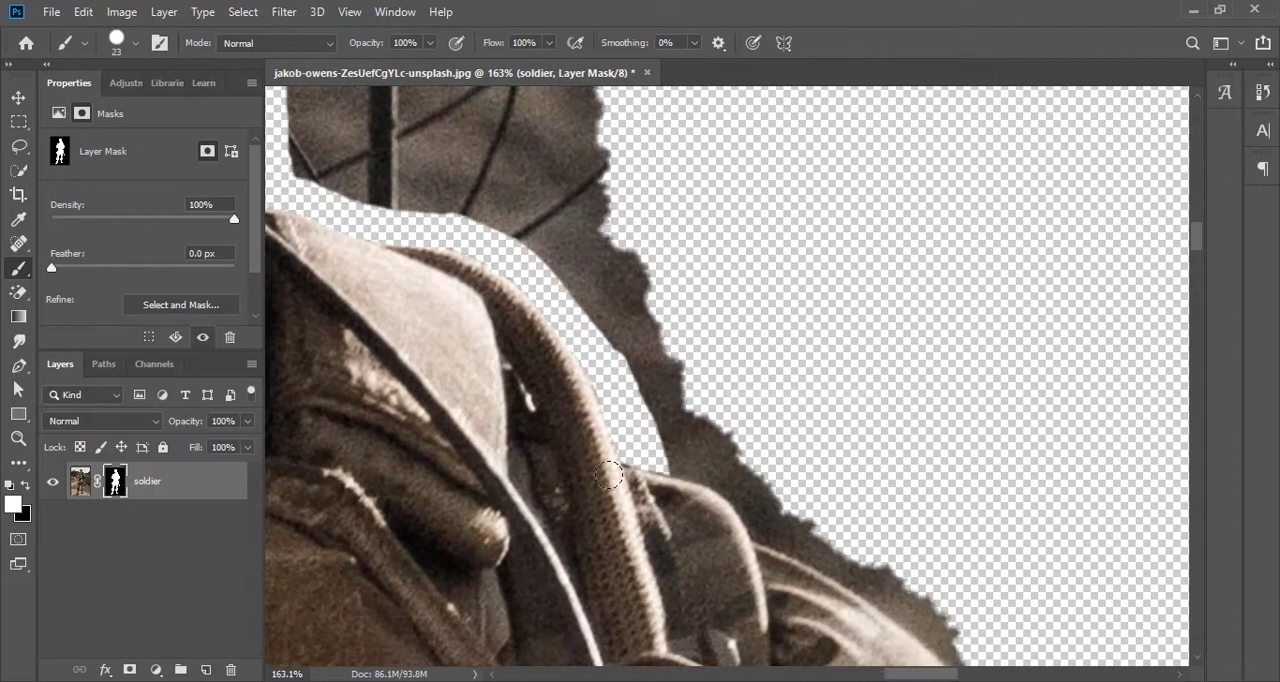 Ps File Edit Image Layer Type Select Filter 3D View Window Help
23 Mode: Normal Opacity: 100% Flow: 100% Smoothing: 0%
Properties Adjustn Librarie Learn
jakob-owens-ZesUefCgYLc-unsplash.jpg @ 163% (soldier, Layer Mask/8) *
Masks
Layer Mask
Density: 100%
Feather: 0.0 px
Refine: Select and Mask...
Layers Paths Channels
Kind
Normal Opacity: 100%
Lock: Fill: 100%
soldier
163.1% Doc: 86.1M/93.8M